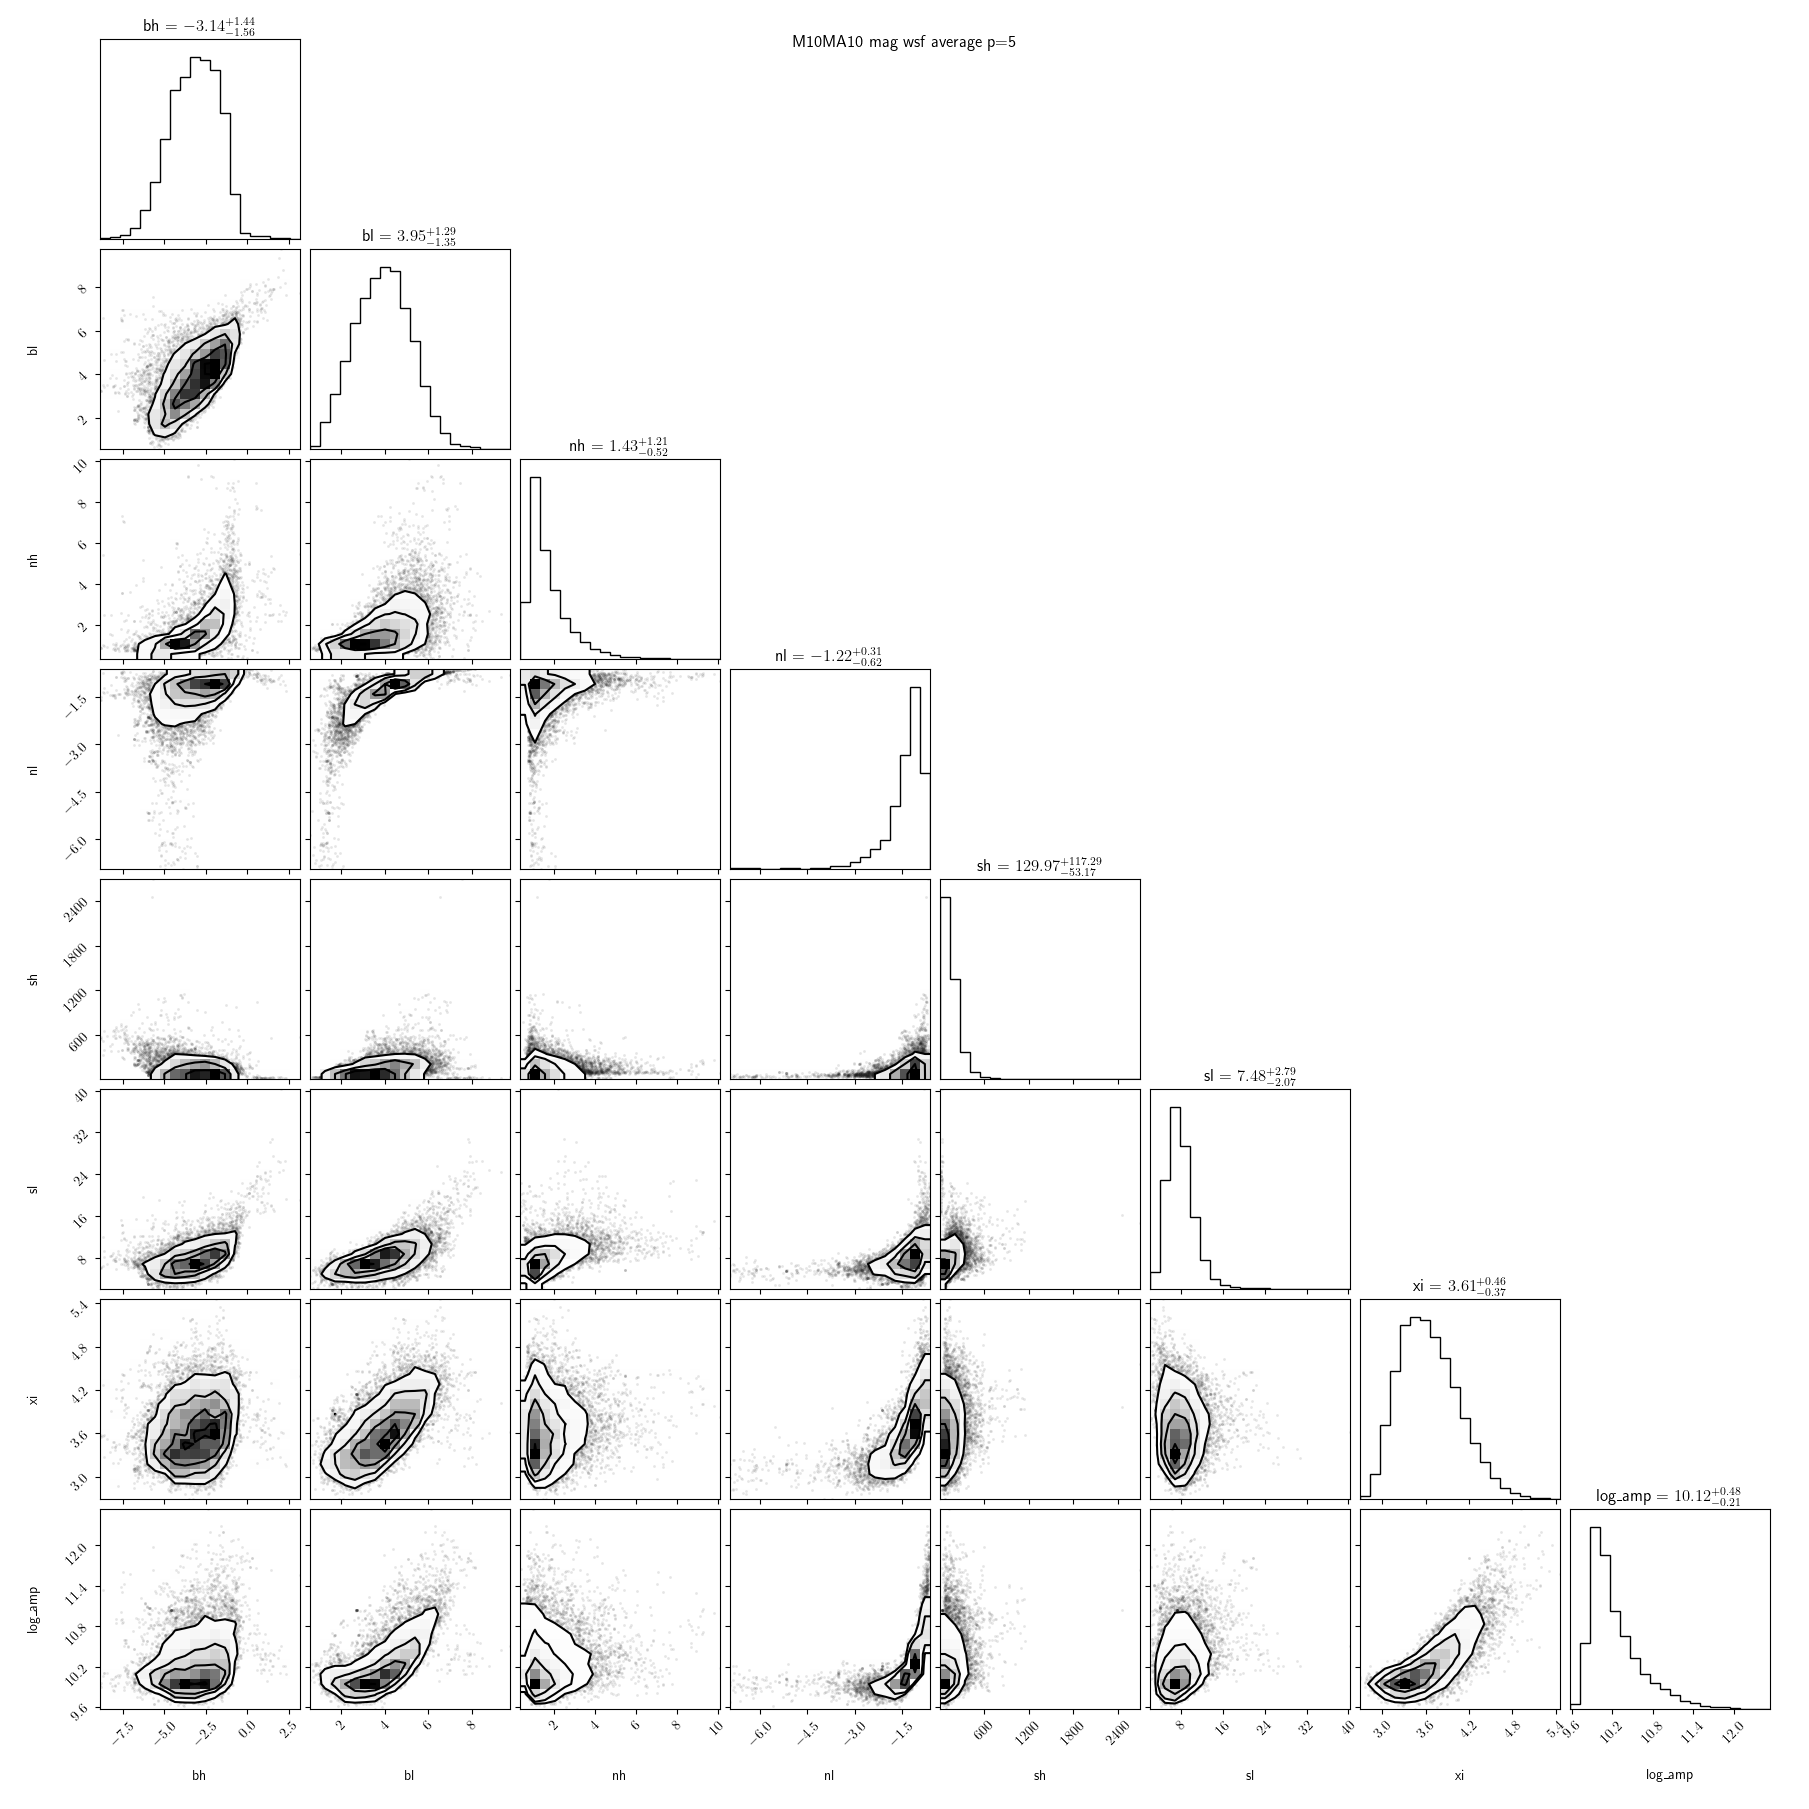 bh = −3.14+1.44−1.56
M10MA10 mag wsf average p=5
bl = 3.95+1.29−1.35
8
6
4
2
bl
nh = 1.43+1.21−0.52
10
8
6
4
2
nh
nl = −1.22+0.31−0.62
−1.5
−3.0
−4.5
−6.0
nl
sh = 129.97+117.29−53.17
2400
1800
1200
600
sh
sl = 7.48+2.79−2.07
40
32
24
16
8
sl
xi = 3.61+0.46−0.37
5.4
4.8
4.2
3.6
3.0
xi
log_amp = 10.12+0.48−0.21
12.0
11.4
10.8
10.2
9.6
log_amp
−7.5 −5.0 −2.5 0.0 2.5 2 4 6 8 2 4 6 8 10 −6.0 −4.5 −3.0 −1.5 600 1200 1800 2400 8 16 24 32 40 3.0 3.6 4.2 4.8 5.4 9.6 10.2 10.8 11.4 12.0
bh bl nh nl sh sl xi log_amp